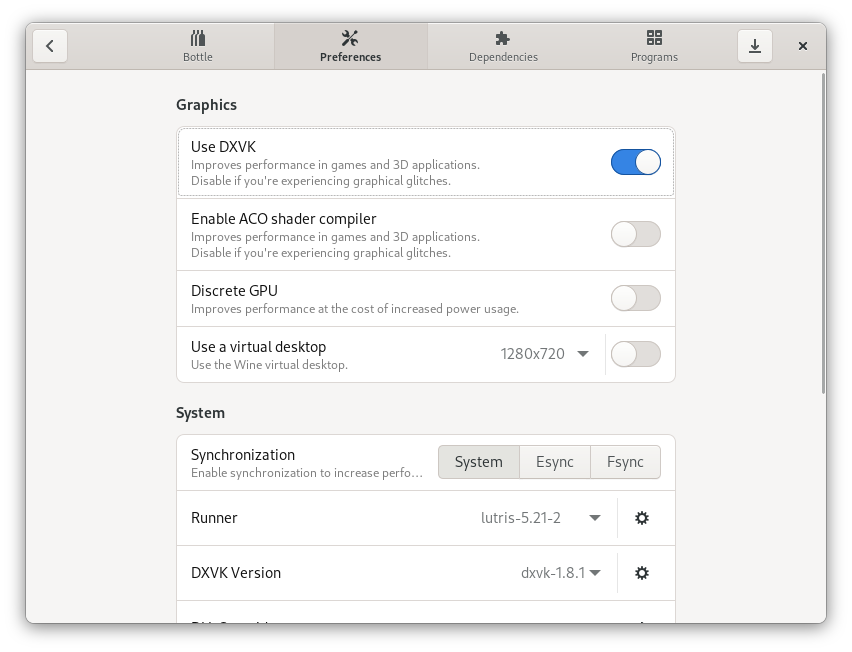 Bottle
Preferences
Dependencies
Programs
Graphics
Use DXVK
Improves performance in games and 3D applications.
Disable if you're experiencing graphical glitches.
Enable ACO shader compiler
Improves performance in games and 3D applications.
Disable if you're experiencing graphical glitches.
Discrete GPU
Improves performance at the cost of increased power usage.
Use a virtual desktop
Use the Wine virtual desktop.
1280x720
System
Synchronization
Enable synchronization to increase perfo…
System
Esync
Fsync
Runner
lutris-5.21-2
DXVK Version
dxvk-1.8.1